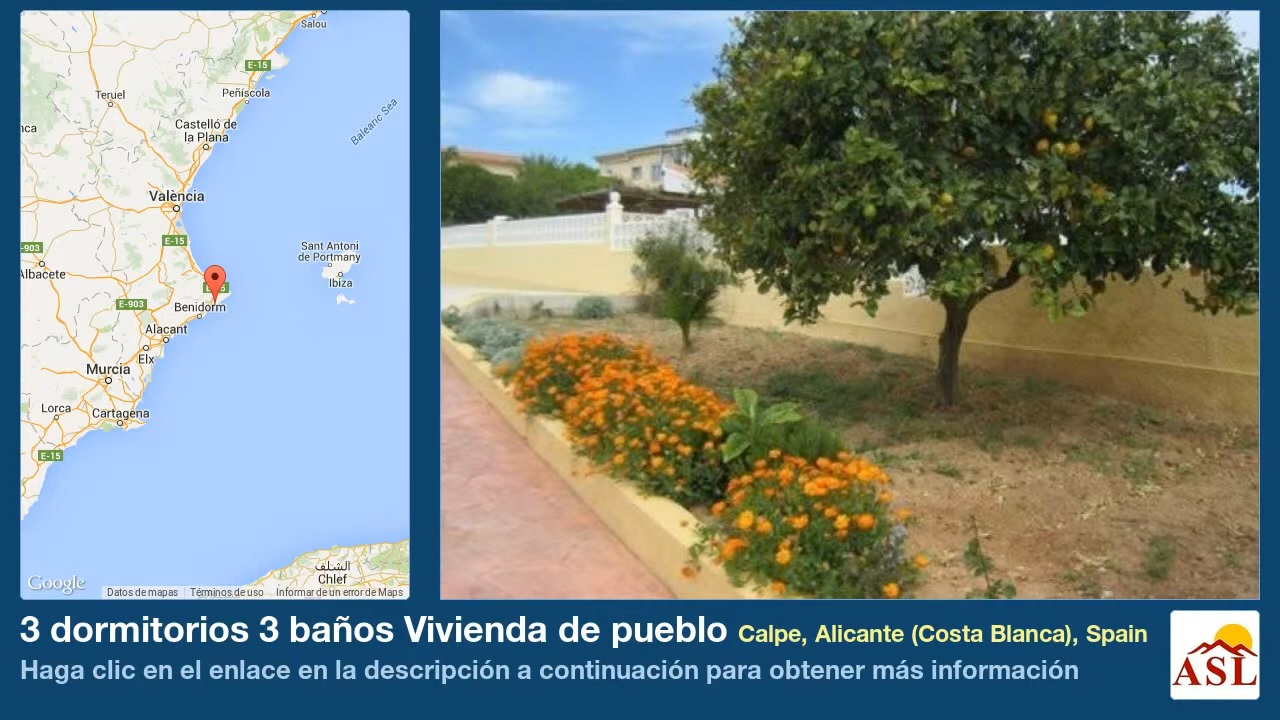 Salou
E-15
Teruel
Peñíscola
Balearic Sea
Castelló de
la Plana
nca
València
E-15
Sant Antoni
de Portmany
-903
Albacete
Ibiza
E-903
Benidorm
Alacant
Elx
Murcia
Lorca
Cartagena
E-15
الشلف
Chlef
Google
Datos de mapas
Términos de uso
Informar de un error de Maps
3 dormitorios 3 baños Vivienda de pueblo Calpe, Alicante (Costa Blanca), Spain
Haga clic en el enlace en la descripción a continuación para obtener más información
ASL